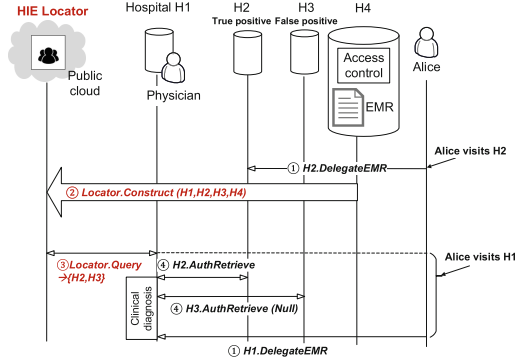 HIE Locator
Hospital H1
H2
H3
H4
True positive
False positive
Access
control
EMR
Public
cloud
Physician
Alice
Alice visits H2
① H2.DelegateEMR
② Locator.Construct (H1,H2,H3,H4)
③Locator.Query
→{H2,H3}
④ H2.AuthRetrieve
Alice visits H1
Clinical
diagnosis
④ H3.AuthRetrieve (Null)
① H1.DelegateEMR